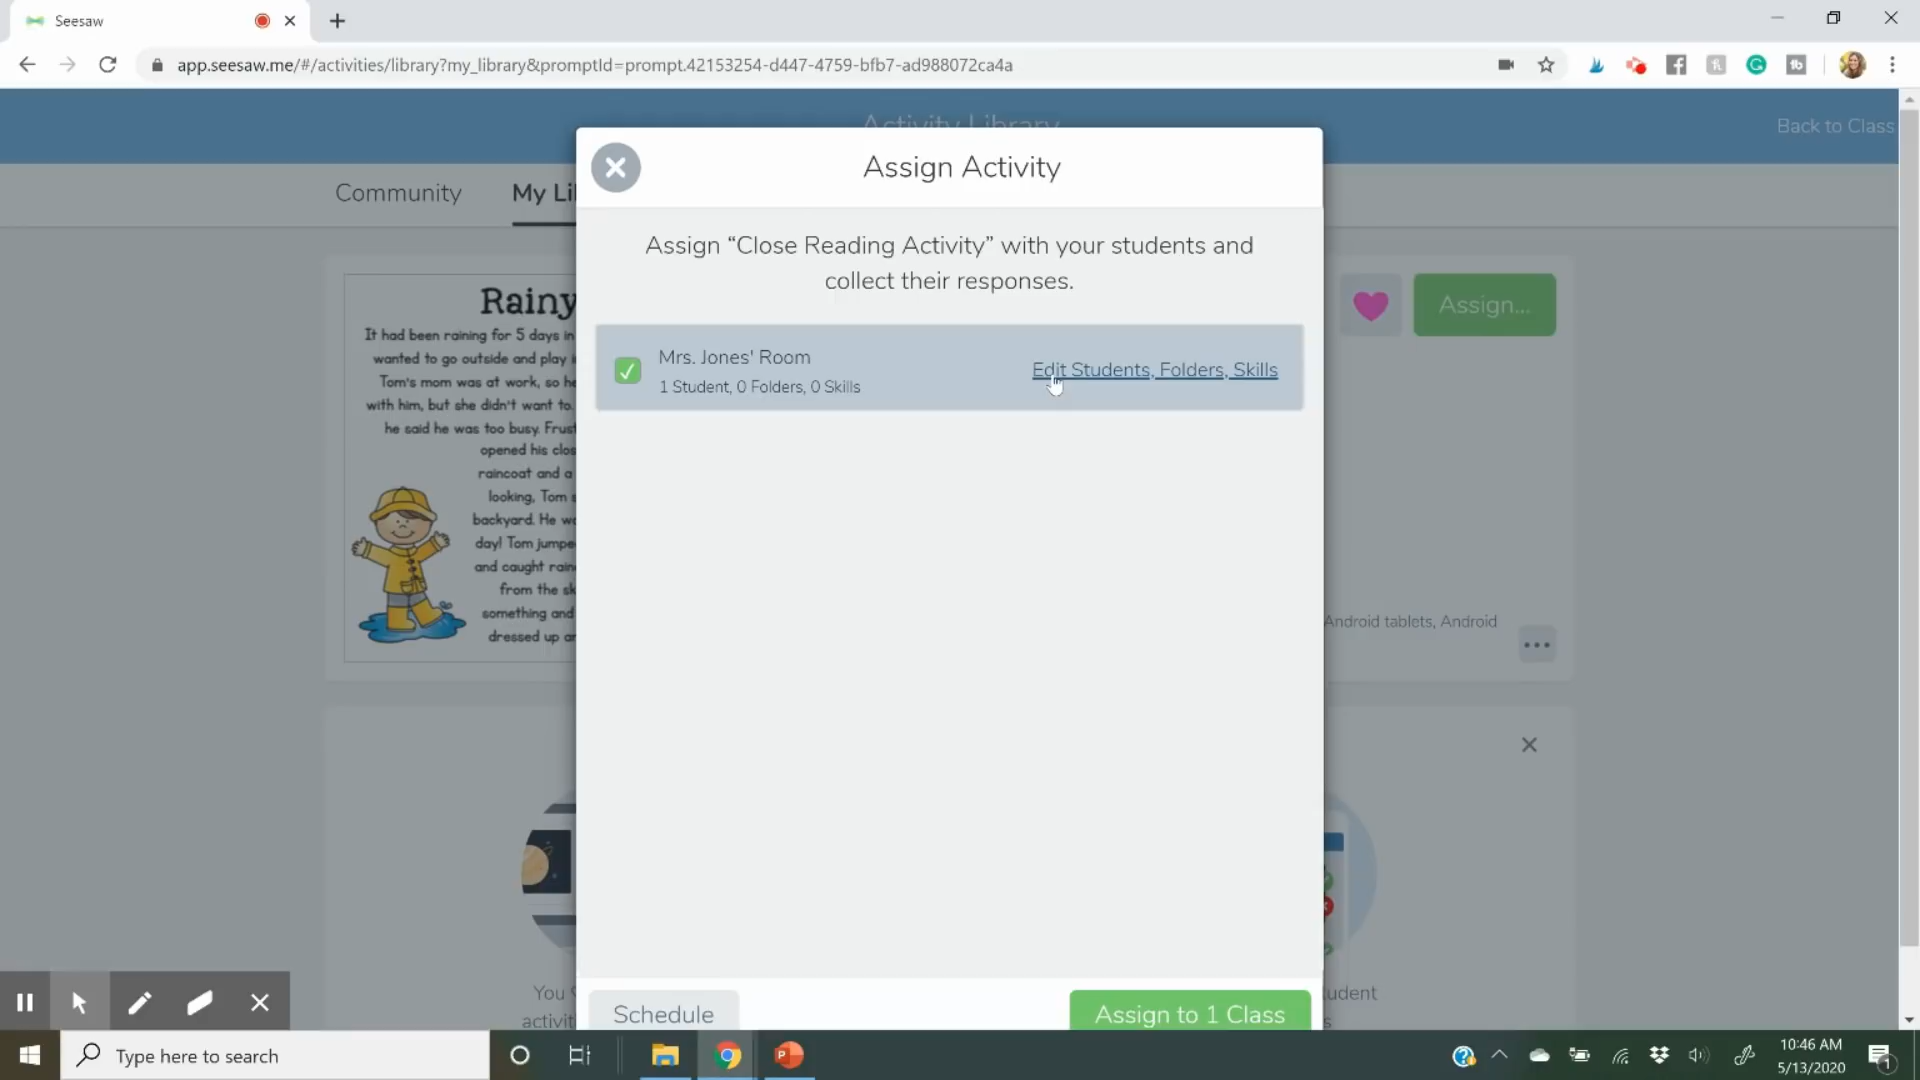 Seesaw
app.seesaw.me/#/activities/library?my_library&promptId=prompt.42153254-d447-4759-bfb7-ad988072ca4a
Activity Library
Back to Class
Community
My Li
Assign Activity
Assign “Close Reading Activity” with your students and
collect their responses.
Mrs. Jones' Room
1 Student, 0 Folders, 0 Skills
Edit Students, Folders, Skills
Assign...
Rainy
It had been raining for 5 days in
wanted to go outside and play i
Tom's mom was at work, so he
with him, but she didn't want to.
he said he was too busy. Frust
opened his clos
raincoat and a
looking, Tom s
backyard. He wa
day! Tom jumpe
and caught rain
from the sk
something and
dressed up a
Android tablets, Android
You
activit
udent
s
Schedule
Assign to 1 Class
Type here to search
10:46 AM
5/13/2020
1